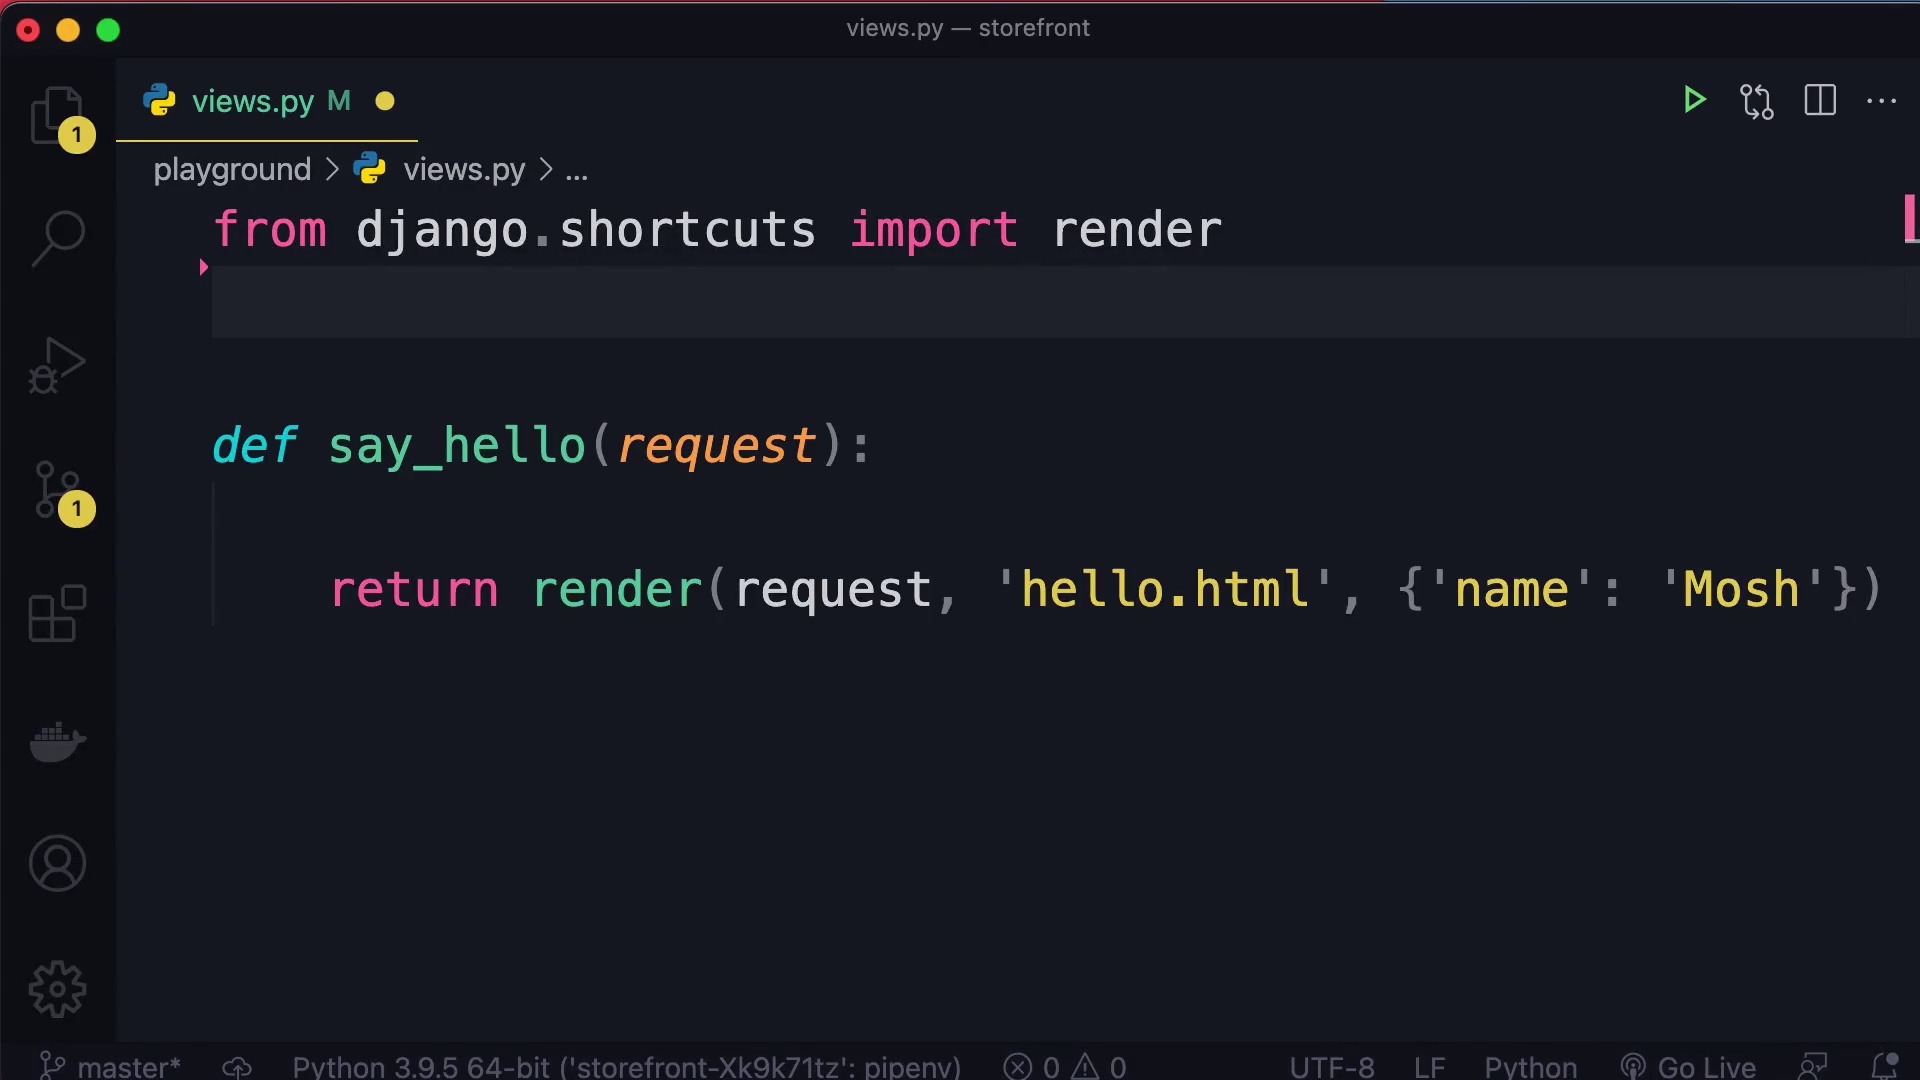 views.py — storefront
views.py M
1
playground > views.py > ...
from django.shortcuts import render
def say_hello(request):
1
return render(request, 'hello.html', {'name': 'Mosh'})
master* Python 3.9.5 64-bit ('storefront-Xk9k71tz': pipenv) 0 0 UTF-8 LF Python Go Live